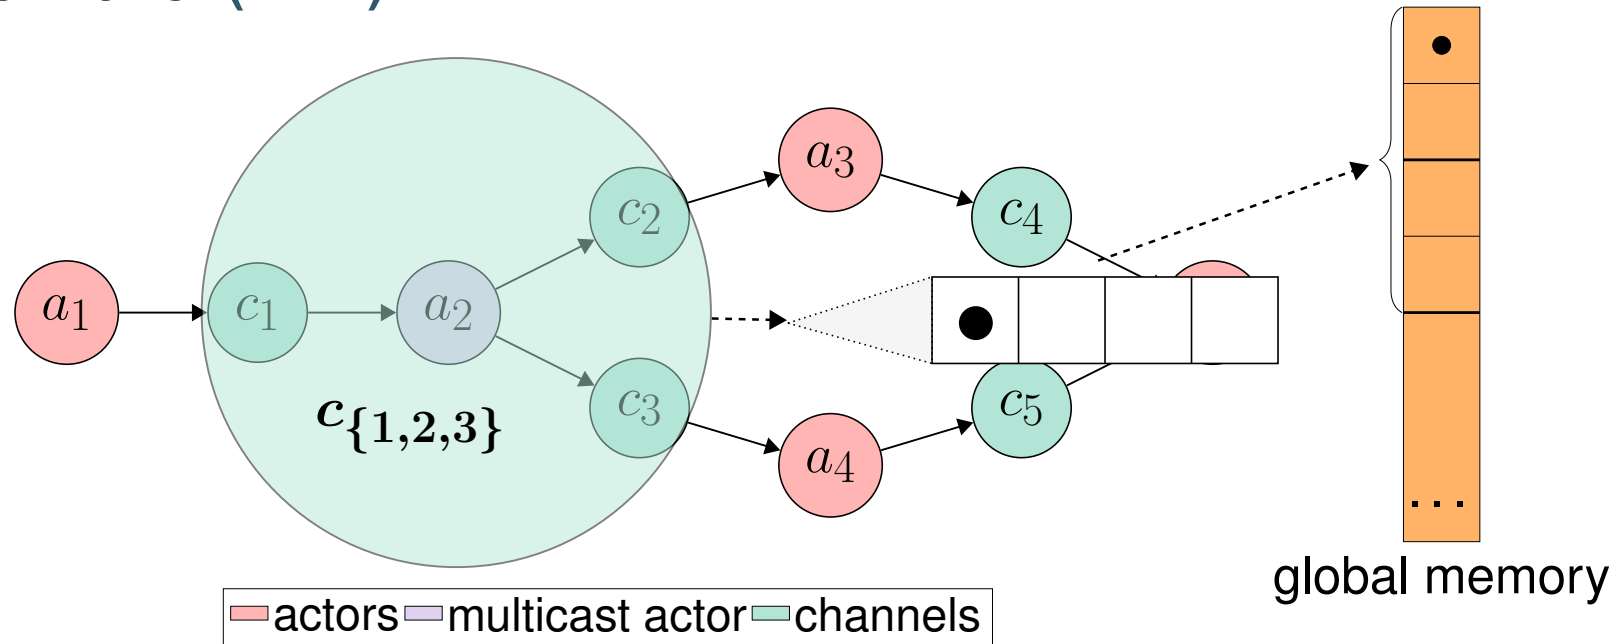 a1
c1
a2
c2
c3
c{1,2,3}
a3
a4
c4
c5
...
global memory
actors multicast actor channels